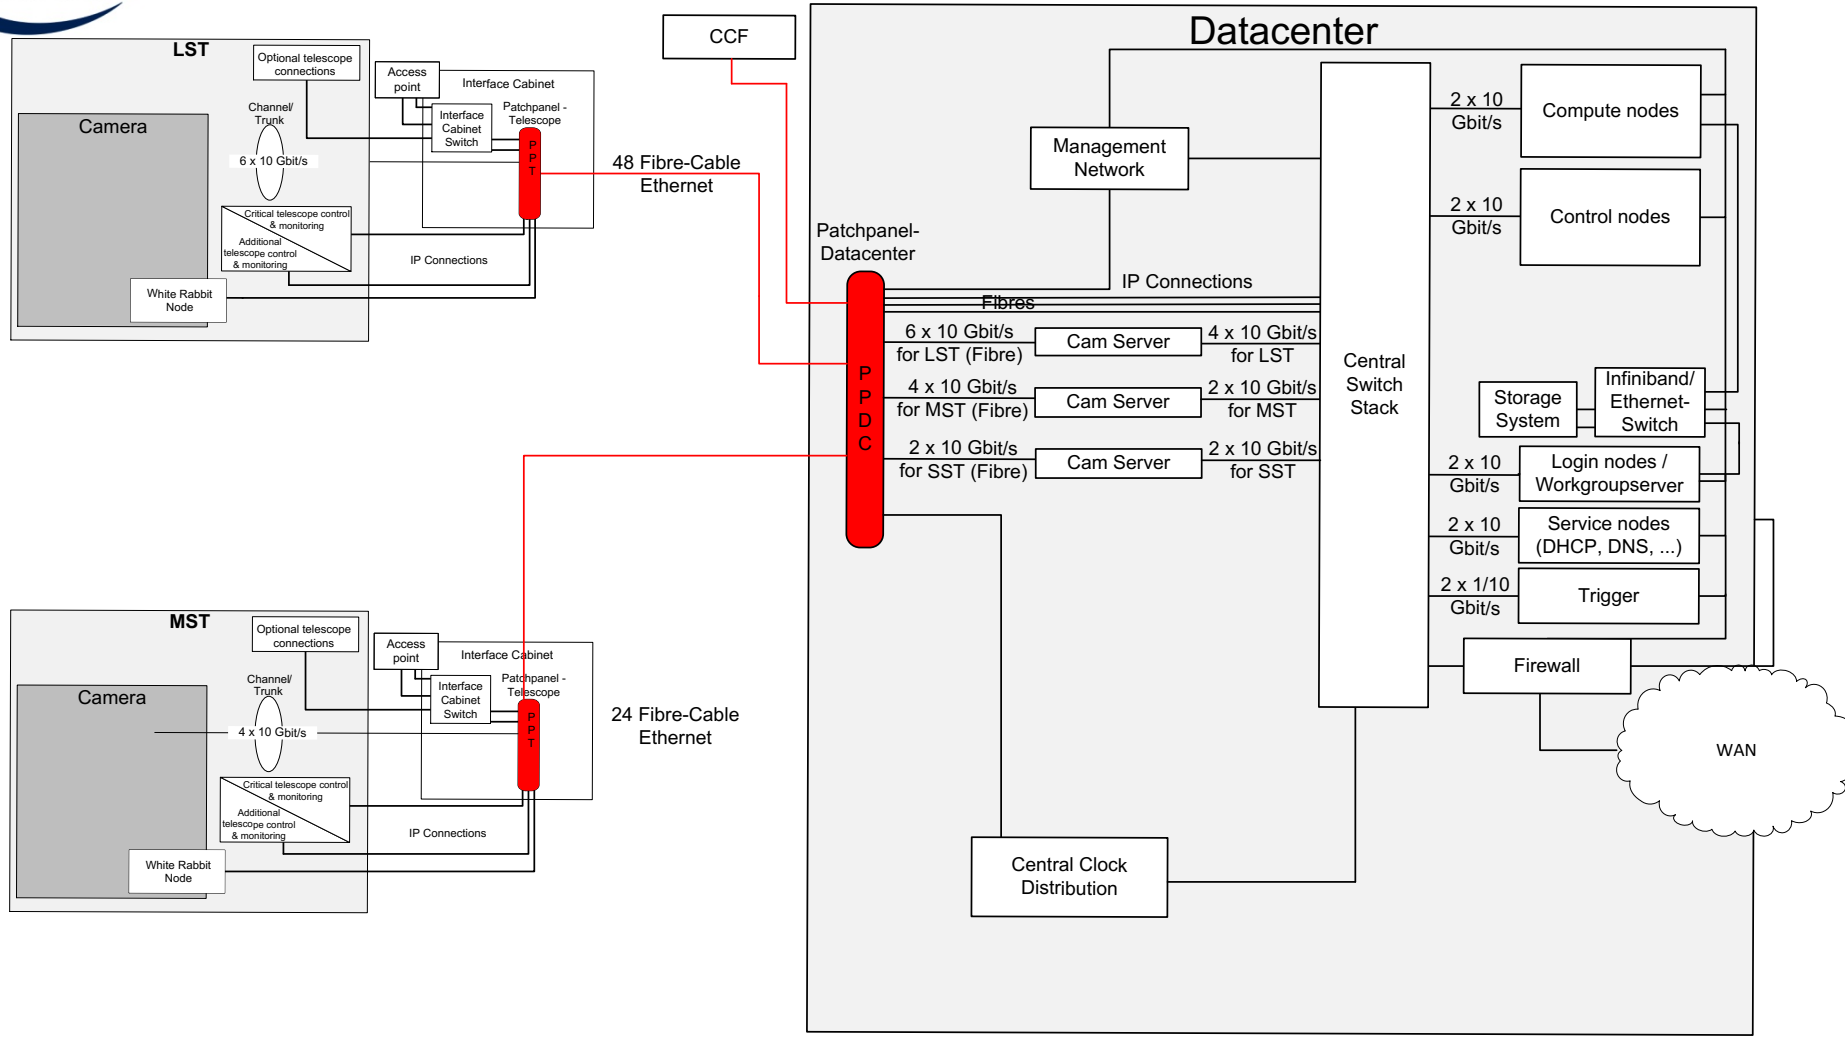 LST
Optional telescope
connections
Access
point
Interface Cabinet
Channel/
Trunk
Interface
Cabinet
Switch
Patchpanel -
Telescope
Camera
6 x 10 Gbit/s
P
P
T
Critical telescope control
& monitoring
Additional
telescope control
& monitoring
IP Connections
White Rabbit
Node
48 Fibre-Cable
Ethernet
CCF
MST
Optional telescope
connections
Access
point
Interface Cabinet
Channel/
Trunk
Interface
Cabinet
Switch
Patchpanel -
Telescope
Camera
4 x 10 Gbit/s
P
P
T
Critical telescope control
& monitoring
Additional
telescope control
& monitoring
IP Connections
White Rabbit
Node
24 Fibre-Cable
Ethernet
Datacenter
Management
Network
Patchpanel-
Datacenter
P
P
D
C
IP Connections
Fibres
6 x 10 Gbit/s
for LST (Fibre)
Cam Server
4 x 10 Gbit/s
for LST
4 x 10 Gbit/s
for MST (Fibre)
Cam Server
2 x 10 Gbit/s
for MST
2 x 10 Gbit/s
for SST (Fibre)
Cam Server
2 x 10 Gbit/s
for SST
Central
Switch
Stack
Central Clock
Distribution
2 x 10
Gbit/s
Compute nodes
2 x 10
Gbit/s
Control nodes
Storage
System
Infiniband/
Ethernet-
Switch
2 x 10
Gbit/s
Login nodes /
Workgroupserver
2 x 10
Gbit/s
Service nodes
(DHCP, DNS, ...)
2 x 1/10
Gbit/s
Trigger
Firewall
WAN